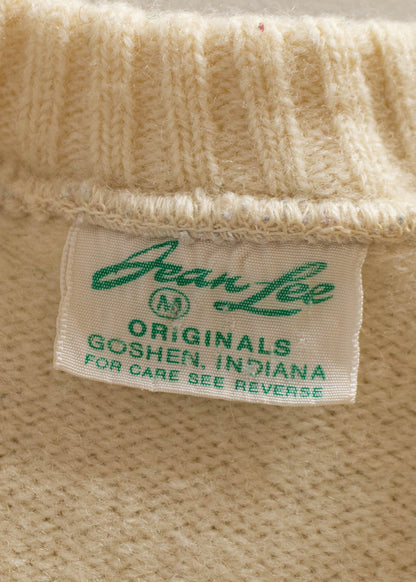 Jean Lee
M
ORIGINALS
GOSHEN, INDIANA
FOR CARE SEE REVERSE